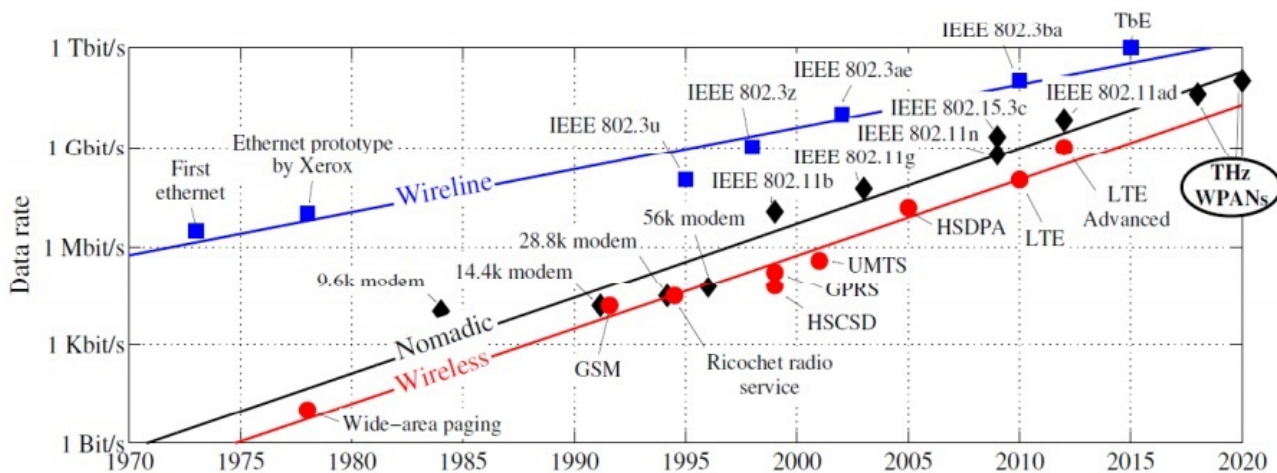 TbE
1 Tbit/s
IEEE 802.3ba
IEEE 802.3ae
IEEE 802.11ad
IEEE 802.3z
IEEE 802.15.3c
IEEE 802.3u
IEEE 802.11n
1 Gbit/s
Ethernet prototype
by Xerox
First
ethernet
IEEE 802.11g
Wireline
IEEE 802.11b
THz
WPANs
LTE
Advanced
56k modem
HSDPA
LTE
28.8k modem
1 Mbit/s
14.4k modem
9.6k modem
UMTS
GPRS
HSCSD
Data rate
Nomadic
1 Kbit/s
Wireless
GSM
Ricochet radio
service
Wide-area paging
1 Bit/s
1970 1975 1980 1985 1990 1995 2000 2005 2010 2015 2020